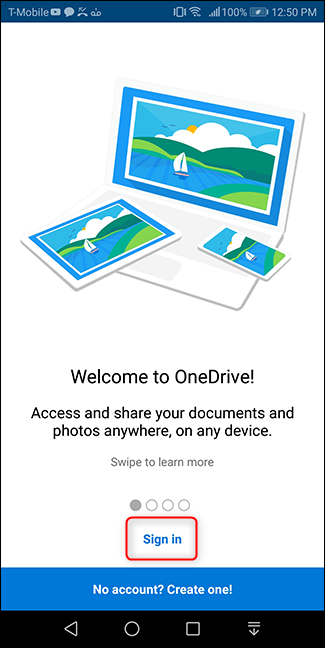 T-Mobile 100% 12:50 PM
Welcome to OneDrive!
Access and share your documents and
photos anywhere, on any device.
Swipe to learn more
Sign in
No account? Create one!